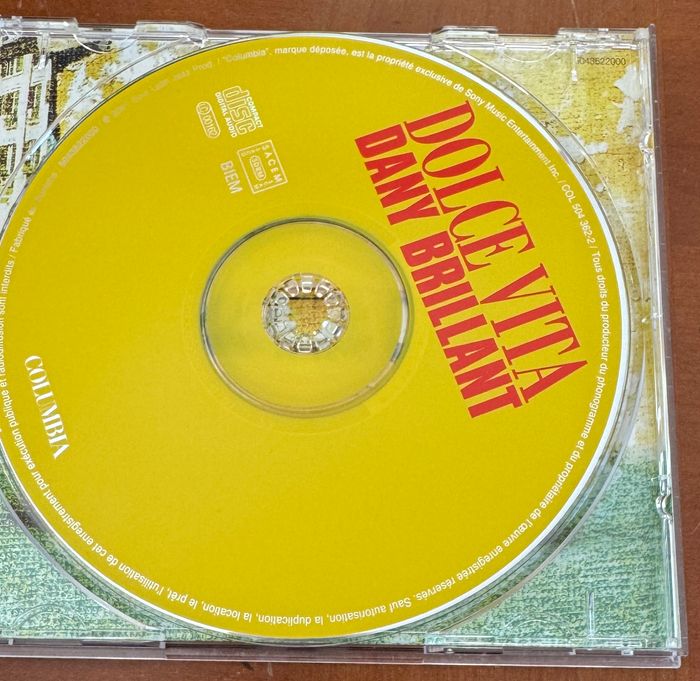 DOLCE VITA
DANY BRILLANT
COMPACT
disc
DIGITAL AUDIO
SACEM
SDRM
BIEM
COLUMBIA
"Columbia", marque déposée, est la propriété exclusive de Sony Music Entertainment Inc. / COL 504 362-2 / Tous droits du producteur du phonogramme et du propriétaire de l'œuvre enregistrée réservés. Sauf autorisation, la duplication, la location, le prêt, l'utilisation de cet enregistrement pour exécution publique et radiodiffusion sont interdits / Fabriqué